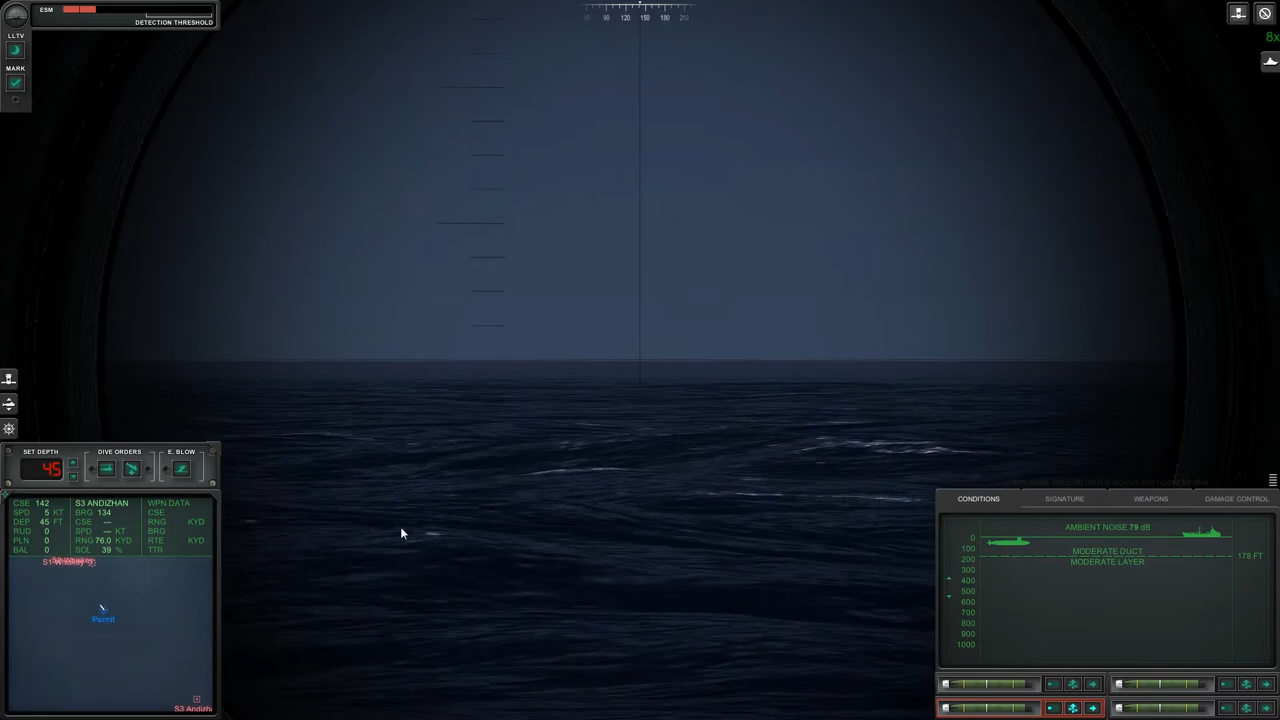 ESM
DETECTION THRESHOLD
90 120 150 180 210
8x
LLTV
MARK
SET DEPTH DIVE ORDERS E. BLOW
45
CSE 142 S3 ANDIZHAN WPN DATA
SPD 5 KT BRG 134 CSE
DEP 45 FT CSE --- RNG KYD
RUD 0 SPD --- KT BRG
PLN 0 RNG 76.0 KYD RTE KYD
BAL 0 SOL 39 % TTR
S1 Whiskey
Permit
S3 Andizh
CONDITIONS SIGNATURE WEAPONS DAMAGE CONTROL
AMBIENT NOISE 79 dB
0
100
MODERATE DUCT
200 178 FT
MODERATE LAYER
300
400
500
600
700
800
900
1000